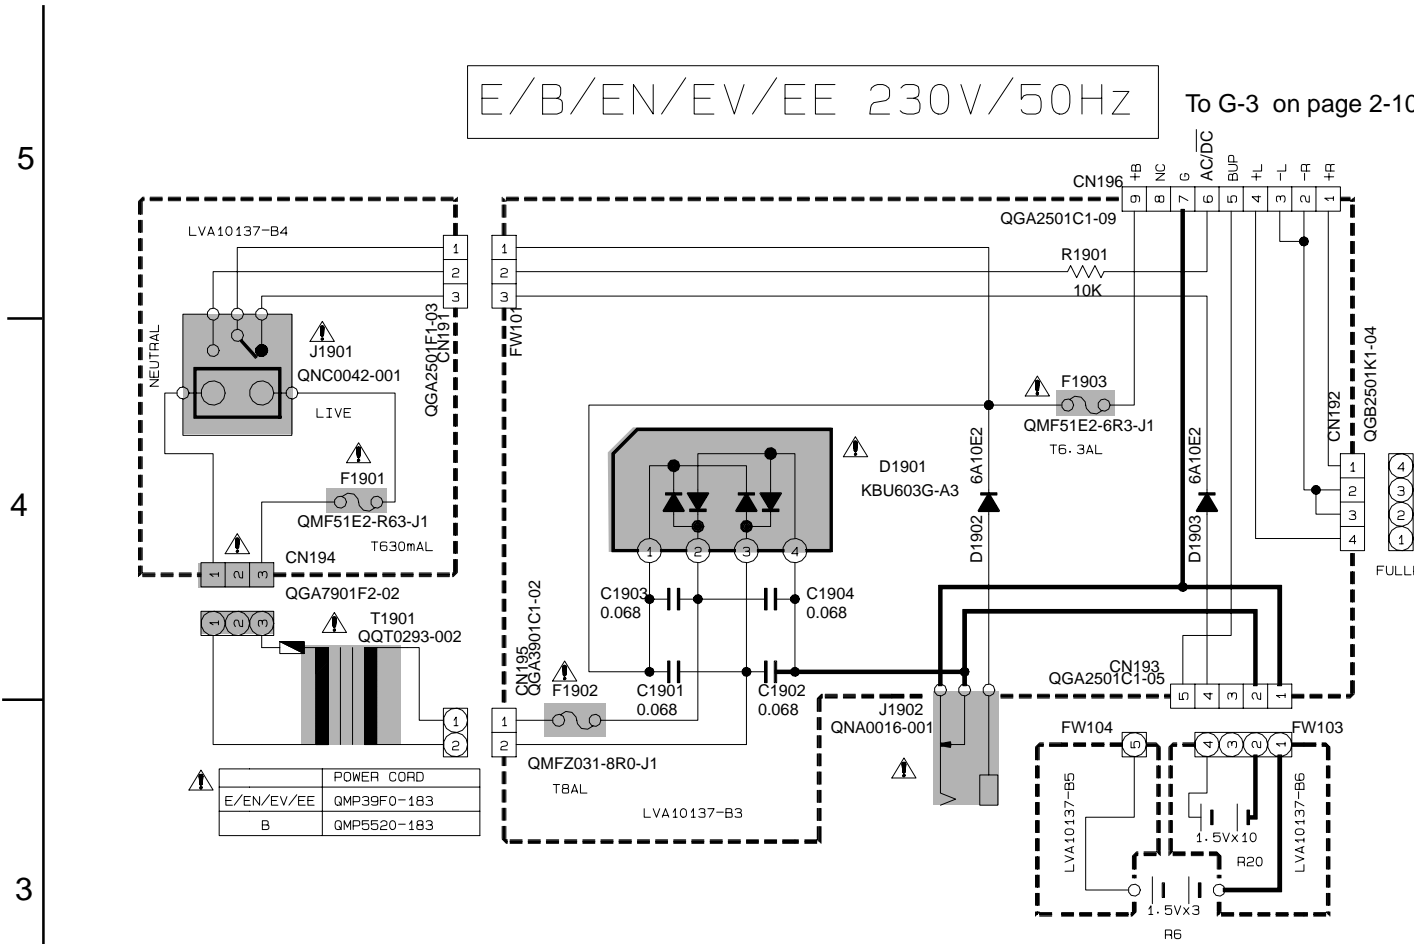 E/B/EN/EV/EE 230V/50Hz
To G-3 on page 2-10
5
4
3
CN196
+B
NC
G
AC/DC
BUP
+L
-L
-R
+R
9 8 7 6 5 4 3 2 1
QGA2501C1-09
LVA10137-B4
1
2
3
QGA2501F1-03
CN191
1
2
3
FW101
R1901
10K
NEUTRAL
J1901
QNC0042-001
LIVE
F1901
QMF51E2-R63-J1
T630mAL
1 2 3
CN194
QGA7901F2-02
1 2 3
T1901
QQT0293-002
1
2
F1903
QMF51E2-6R3-J1
T6.3AL
D1901
KBU603G-A3
1 2 3 4
6A10E2
D1902
6A10E2
D1903
CN192
QGB2501K1-04
1
2
3
4
4
3
2
1
C1903
0.068
C1904
0.068
C1901
0.068
C1902
0.068
CN195
QGA3901C1-02
1
2
F1902
QMFZ031-8R0-J1
T8AL
LVA10137-B3
J1902
QNA0016-001
CN193
QGA2501C1-05
5 4 3 2 1
POWER CORD
E/EN/EV/EE QMP39F0-183
B QMP5520-183
FW104
5
FW103
4 3 2 1
LVA10137-B5
LVA10137-B6
1.5Vx10
R20
1.5Vx3
R6